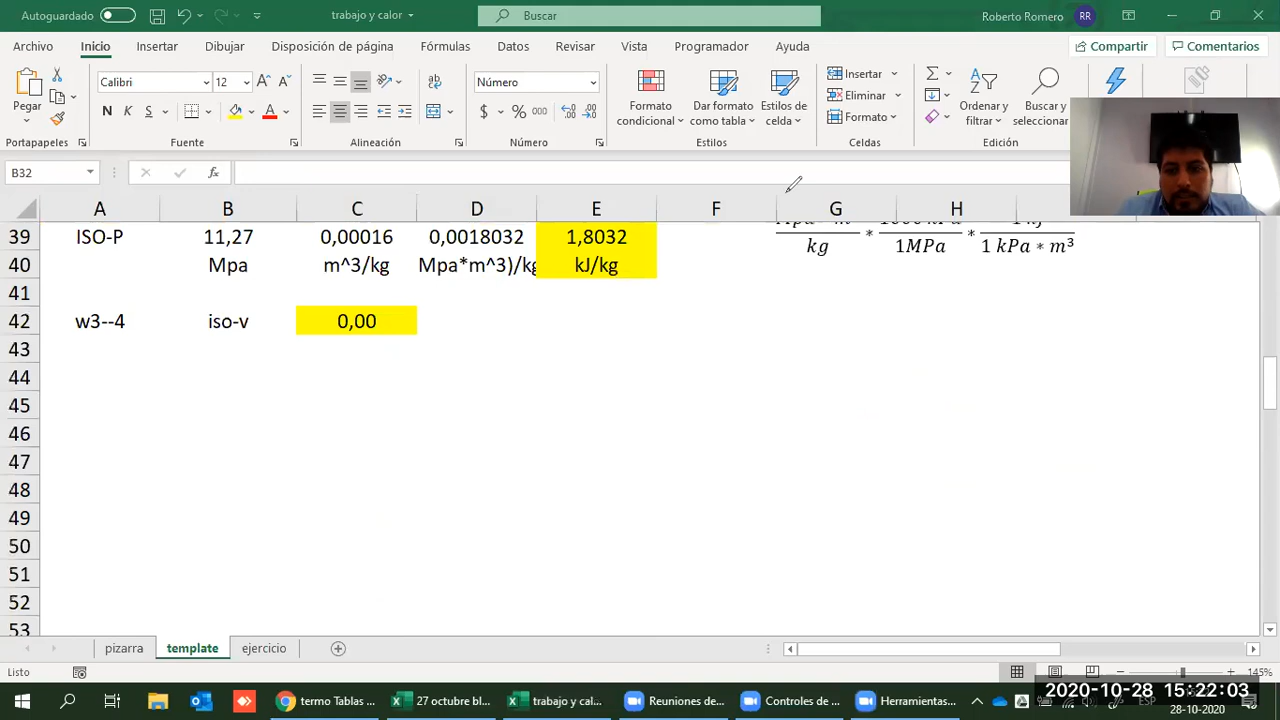 Autoguardado
trabajo y calor
Buscar
Roberto Romero
RR
Archivo Inicio Insertar Dibujar Disposición de página Fórmulas Datos Revisar Vista Programador Ayuda
Compartir
Comentarios
Pegar
Calibri
12
N K S
Número
$ % 000
Formato condicional
Dar formato como tabla
Estilos de celda
Insertar
Eliminar
Formato
Ordenar y filtrar
Buscar y seleccionar
Portapapeles Fuente Alineación Número Estilos Celdas Edición
B32
fx
A B C D E F G H
39 ISO-P 11,27 0,00016 0,0018032 1,8032
40 Mpa m^3/kg Mpa*m^3)/kg kJ/kg
kg * 1MPa * 1 kPa * m³
41
42 w3--4 iso-v 0,00
43
44
45
46
47
48
49
50
51
52
53
pizarra template ejercicio
Listo
145%
termo Tablas ...
27 octubre bl...
trabajo y cal...
Reuniones de...
Controles de ...
Herramientas...
ESP
2020-10-28 15:22:03
28-10-2020